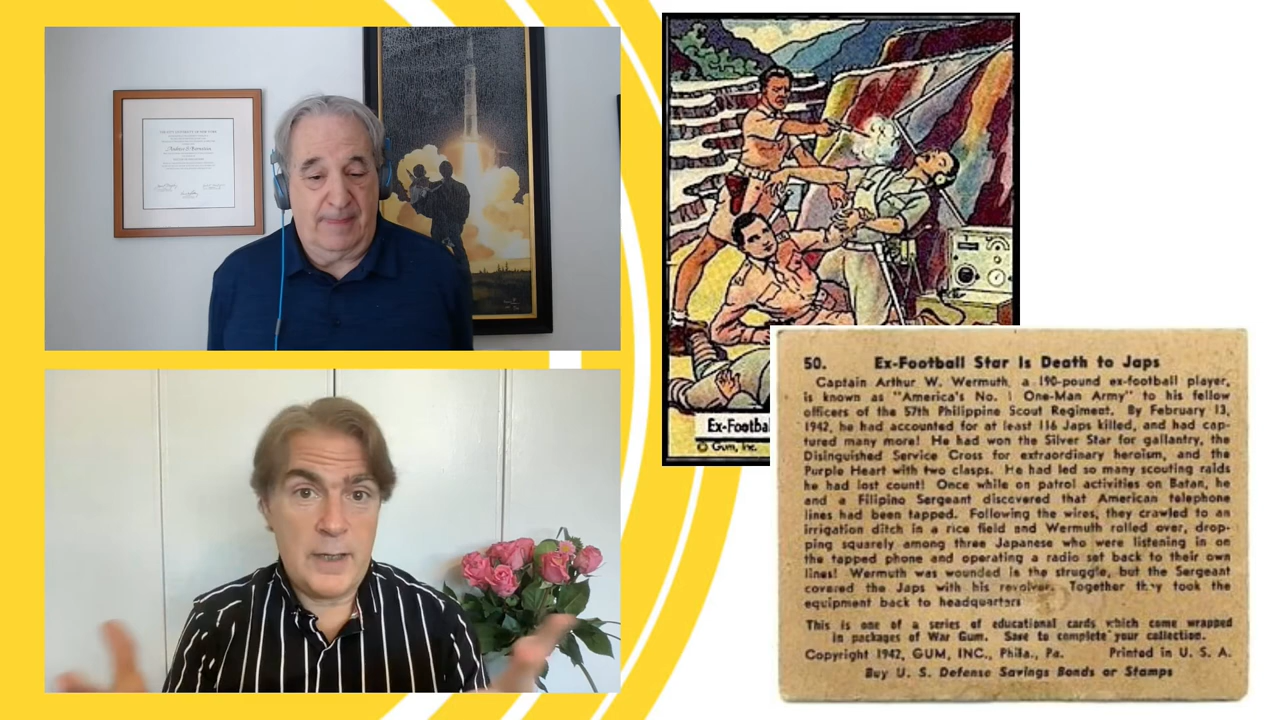 50. Ex-Football Star Is Death to Japs
Captain Arthur W. Wermuth a 190-pound ex-football player,
is known as "America's No. 1 One-Man Army" to his fellow
officers of the 57th Philippine Scout Regiment. By February 13,
1942, he had accounted for at least 116 Japs killed, and had cap-
tured many more! He had won the Silver Star for gallantry, the
Disinguished Service Cross for extraordinary heroism, and the
Purple Heart with two clasps. He had led so many scouting raids
he had lost count! Once while on patrol activities on Batan, he
and a Filipino Sergeant discovered that American telephone
lines had been tapped. Following the wires, they crawled to an
irrigation ditch in a rice field and Wermuth rolled over, drop-
ping squarely among three Japanese who were listening in on
the tapped phone and operating a radio set back to their own
lines! Wermuth was wounded in the struggle, but the Sergeant
covered the Japs with his revolver. Together they took the
equipment back to headquarters
This is one of a series of educational cards which come wrapped
in packages of War Gum. Save to complete your collection.
Copyright 1942, GUM, INC., Phila., Pa. Printed in U. S. A.
Buy U. S. Defense Savings Bonds or Stamps
Ex-Footba
© Gum, Inc.